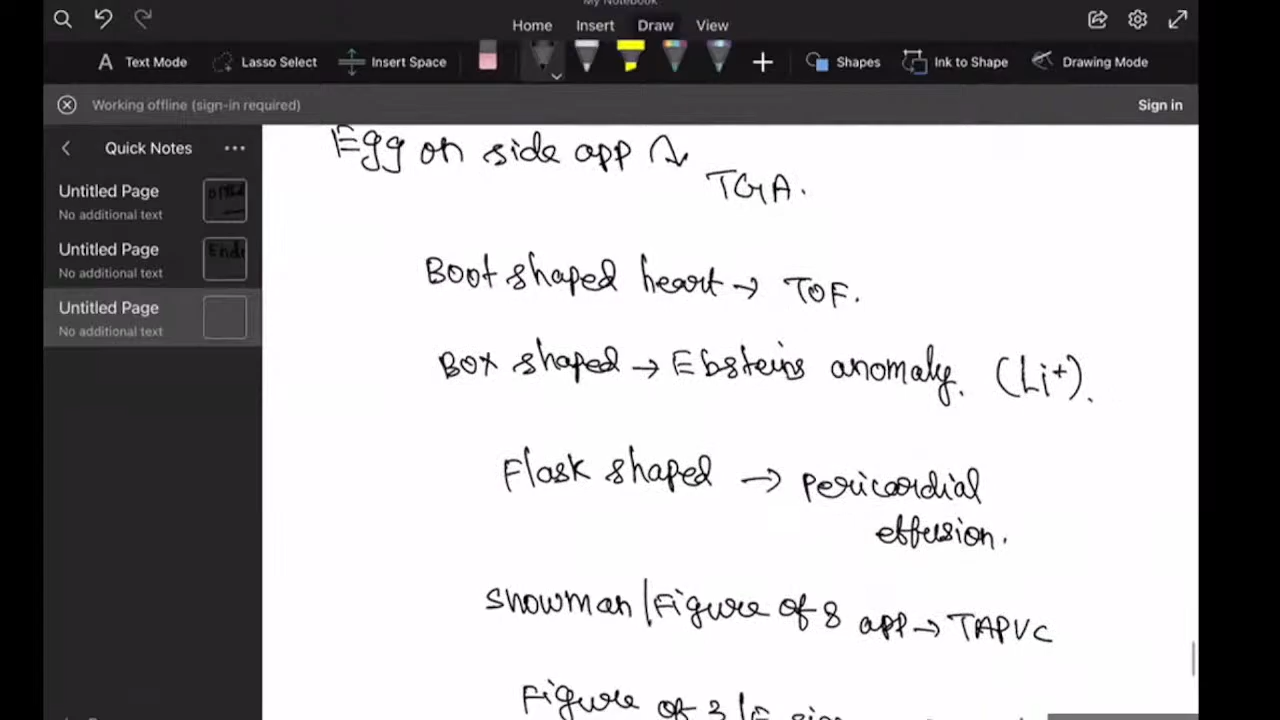 My Notebook
Home Insert Draw View
Text Mode Lasso Select Insert Space Shapes Ink to Shape Drawing Mode
Working offline (sign-in required) Sign in
Quick Notes
Untitled Page
No additional text
Untitled Page
No additional text
Untitled Page
No additional text
Egg on side app →
TGA.
Boot shaped heart → TOF.
Box shaped → Ebsteins anomaly. (Li+).
Flask shaped → pericardial
effusion.
Snowman/Figure of 8 app → TAPVC
Figure of 3/E sign